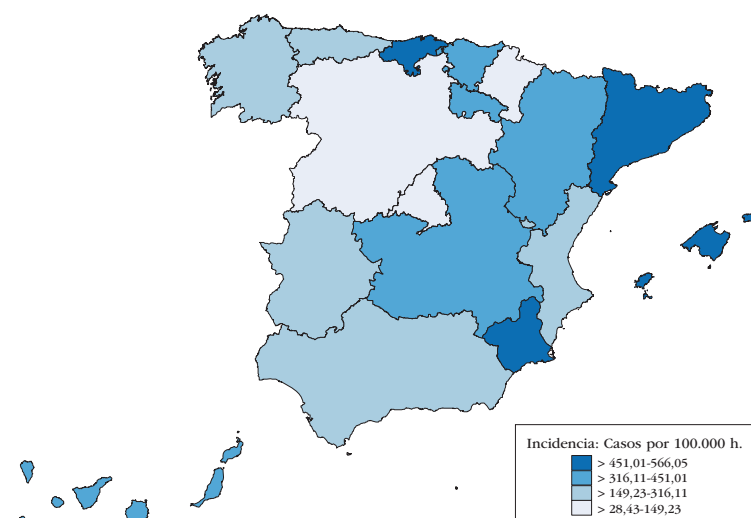 Incidencia: Casos por 100.000 h.
> 451,01-566,05
> 316,11-451,01
> 149,23-316,11
> 28,43-149,23